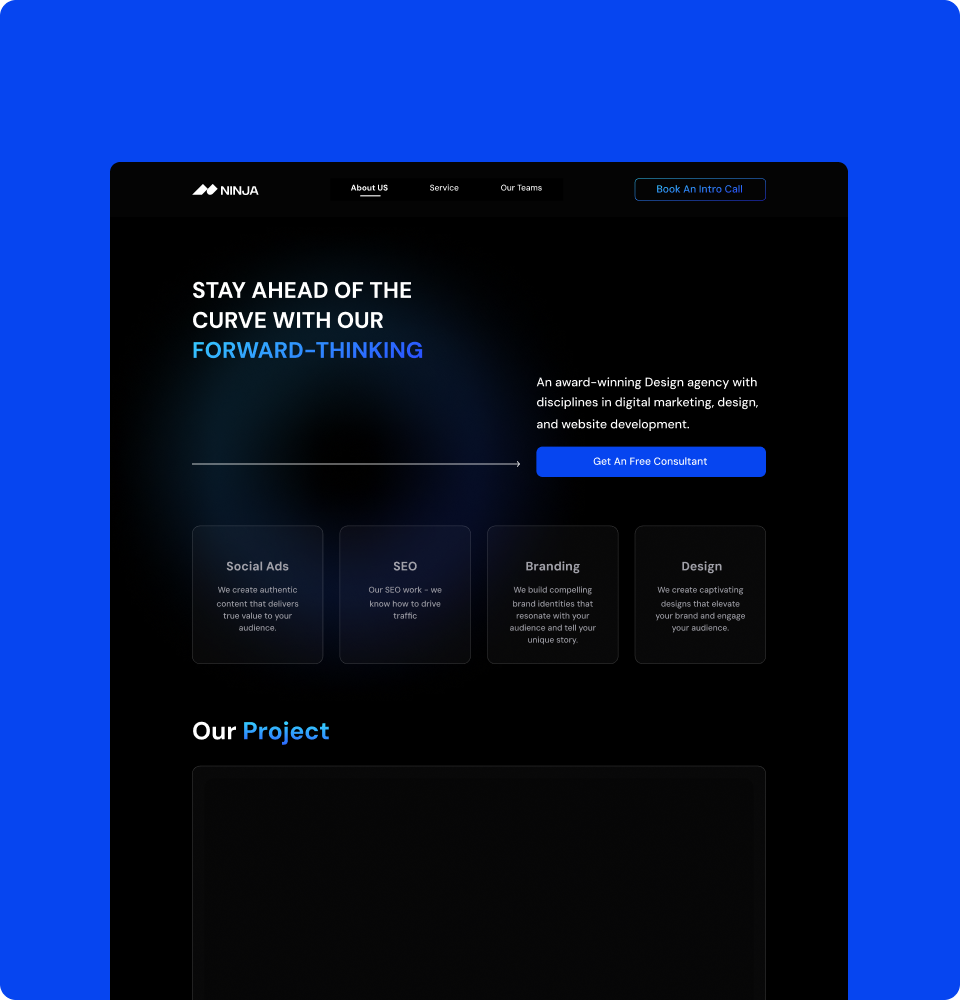 NINJA
About US
Service
Our Teams
Book An Intro Call
STAY AHEAD OF THE
CURVE WITH OUR
FORWARD-THINKING
An award-winning Design agency with
disciplines in digital marketing, design,
and website development.
Get An Free Consultant
Social Ads
We create authentic
content that delivers
true value to your
audience.
SEO
Our SEO work - we
know how to drive
traffic
Branding
We build compelling
brand identities that
resonate with your
audience and tell your
unique story.
Design
We create captivating
designs that elevate
your brand and engage
your audience.
Our Project